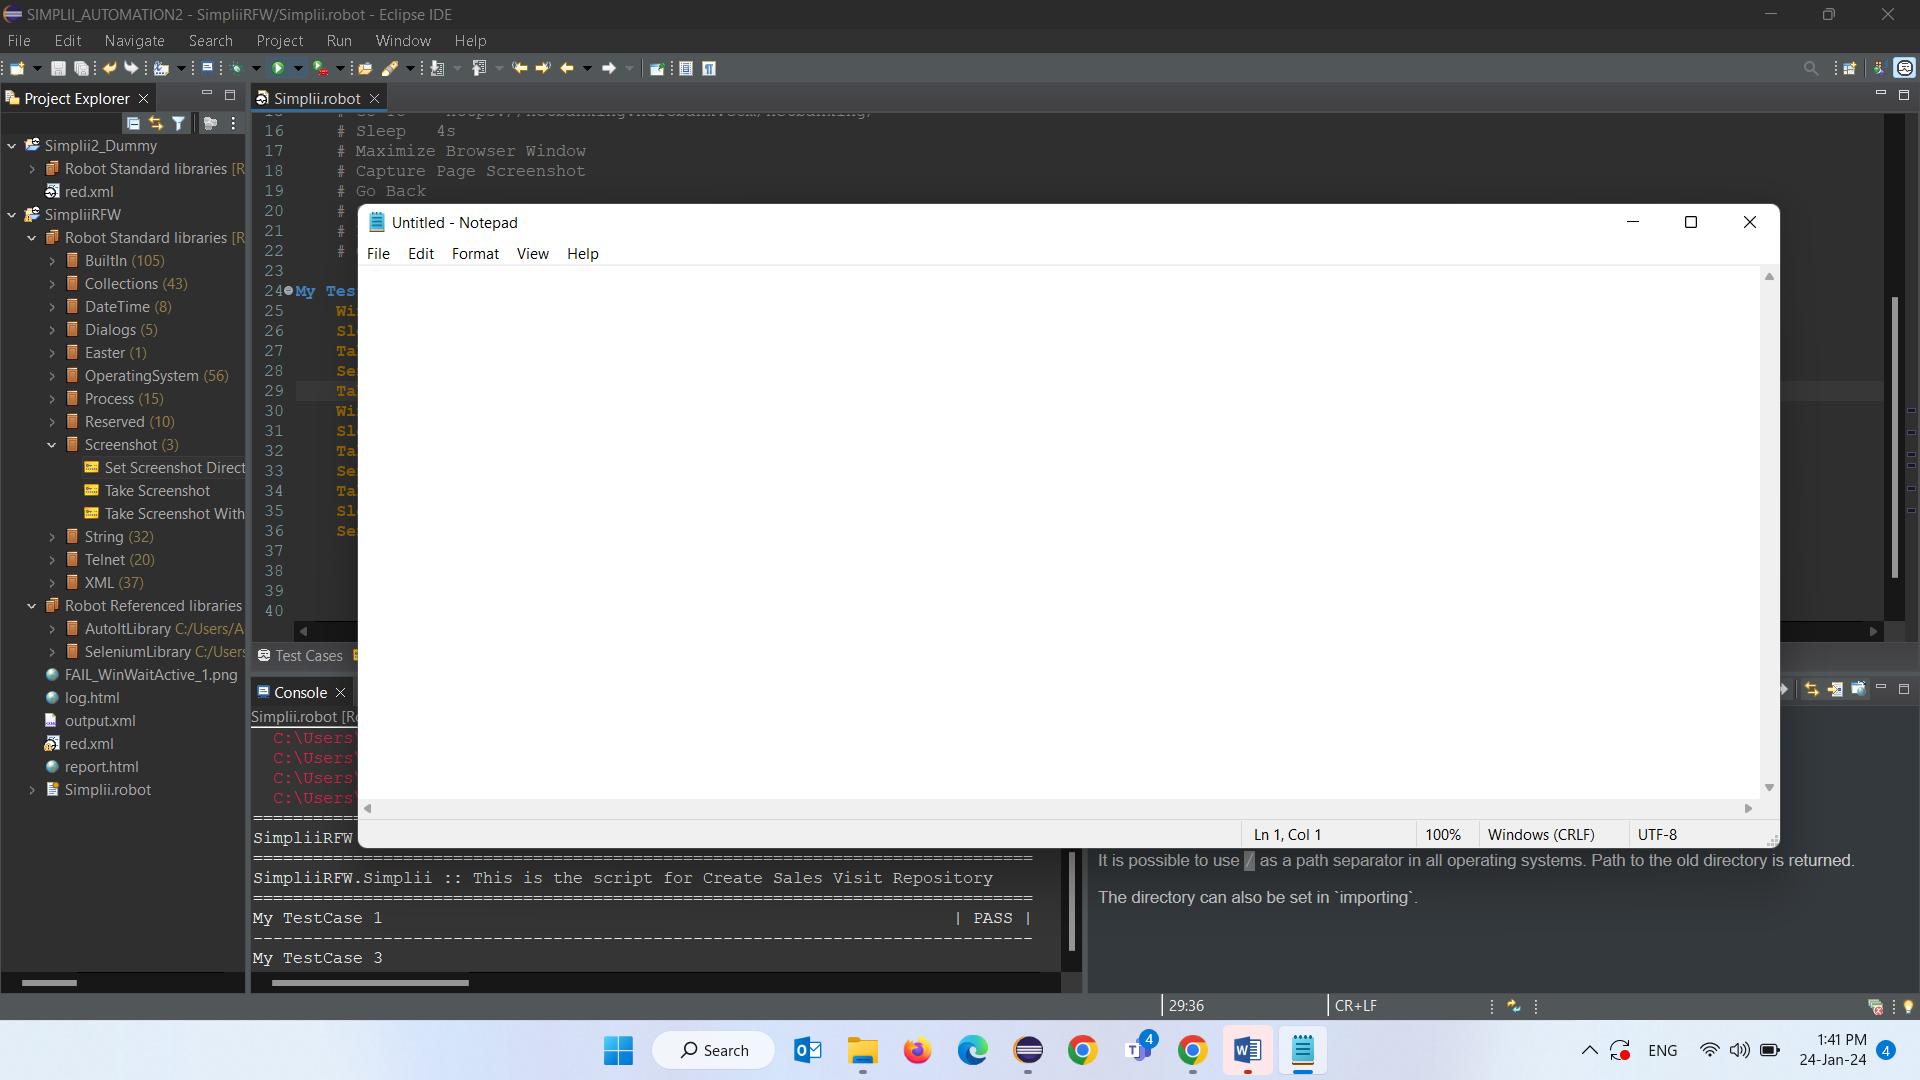 SIMPLII_AUTOMATION2 - SimpliiRFW/Simplii.robot - Eclipse IDE
File Edit Navigate Search Project Run Window Help
Project Explorer
Simplii2_Dummy
Robot Standard libraries [R
red.xml
SimpliiRFW
Robot Standard libraries [R
BuiltIn (105)
Collections (43)
DateTime (8)
Dialogs (5)
Easter (1)
OperatingSystem (56)
Process (15)
Reserved (10)
Screenshot (3)
Set Screenshot Direct
Take Screenshot
Take Screenshot With
String (32)
Telnet (20)
XML (37)
Robot Referenced libraries
AutoItLibrary C:/Users/A
SeleniumLibrary C:/Users
FAIL_WinWaitActive_1.png
log.html
output.xml
red.xml
report.html
Simplii.robot
Simplii.robot
16 # Sleep 4s
17 # Maximize Browser Window
18 # Capture Page Screenshot
19 # Go Back
20 #
21 #
22 #
23
24 My Tes
25 Wi
26 Sl
27 Ta
28 Se
29 Ta
30 Wi
31 Sl
32 Ta
33 Se
34 Ta
35 Sl
36 Se
37
38
39
40
Test Cases
Untitled - Notepad
File Edit Format View Help
Ln 1, Col 1 100% Windows (CRLF) UTF-8
Console
Simplii.robot [Ro
C:\Users\
C:\Users\
C:\Users\
C:\Users\
===========
SimpliiRFW
==============================================================================
SimpliiRFW.Simplii :: This is the script for Create Sales Visit Repository
==============================================================================
My TestCase 1 | PASS |
------------------------------------------------------------------------------
My TestCase 3
It is possible to use / as a path separator in all operating systems. Path to the old directory is returned.
The directory can also be set in `importing`.
29:36 CR+LF
Search
4
ENG
1:41 PM
24-Jan-24
4